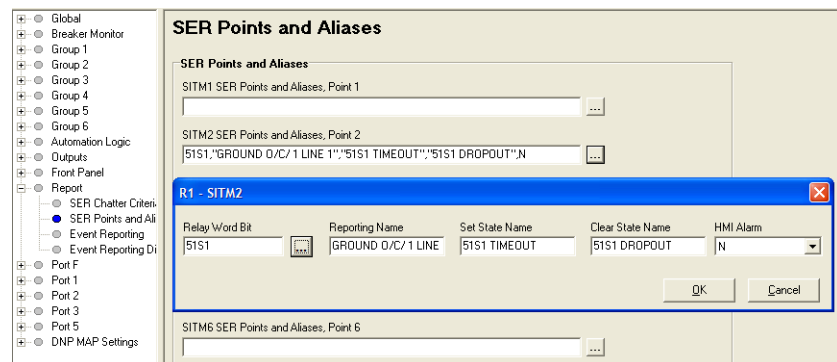 Global
Breaker Monitor
Group 1
Group 2
Group 3
Group 4
Group 5
Group 6
Automation Logic
Outputs
Front Panel
Report
SER Chatter Criteri
SER Points and Ali
Event Reporting
Event Reporting Di
Port F
Port 1
Port 2
Port 3
Port 5
DNP MAP Settings
SER Points and Aliases
SER Points and Aliases
SITM1 SER Points and Aliases, Point 1
...
SITM2 SER Points and Aliases, Point 2
51S1,"GROUND O/C/ 1 LINE 1","51S1 TIMEOUT","51S1 DROPOUT",N
...
R1 - SITM2
Relay Word Bit
Reporting Name
Set State Name
Clear State Name
HMI Alarm
51S1
...
GROUND O/C/ 1 LINE
51S1 TIMEOUT
51S1 DROPOUT
N
OK
Cancel
SITM6 SER Points and Aliases, Point 6
...